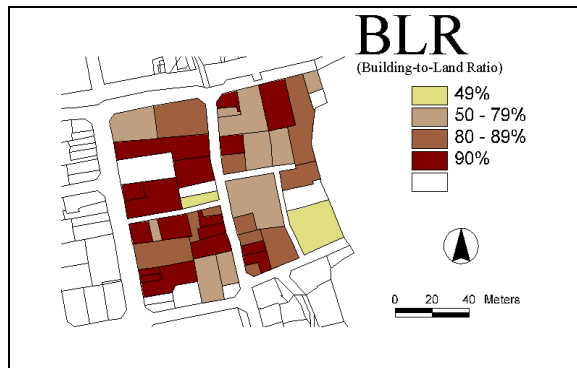 BLR
(Building-to-Land Ratio)
49%
50 - 79%
80 - 89%
90%
0 20 40 Meters